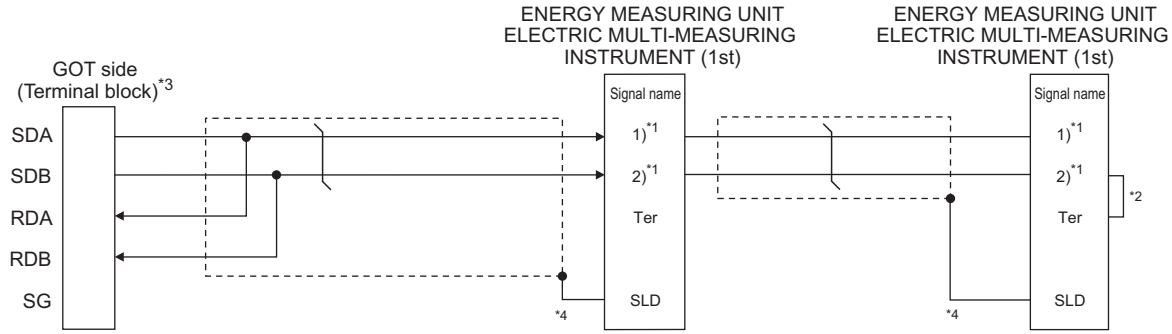 ENERGY MEASURING UNIT
ELECTRIC MULTI-MEASURING
INSTRUMENT (1st)
ENERGY MEASURING UNIT
ELECTRIC MULTI-MEASURING
INSTRUMENT (1st)
GOT side
(Terminal block)*3
SDA
SDB
RDA
RDB
SG
Signal name
1)*1
2)*1
Ter
SLD
*4
Signal name
1)*1
2)*1
Ter
SLD
*2
*4